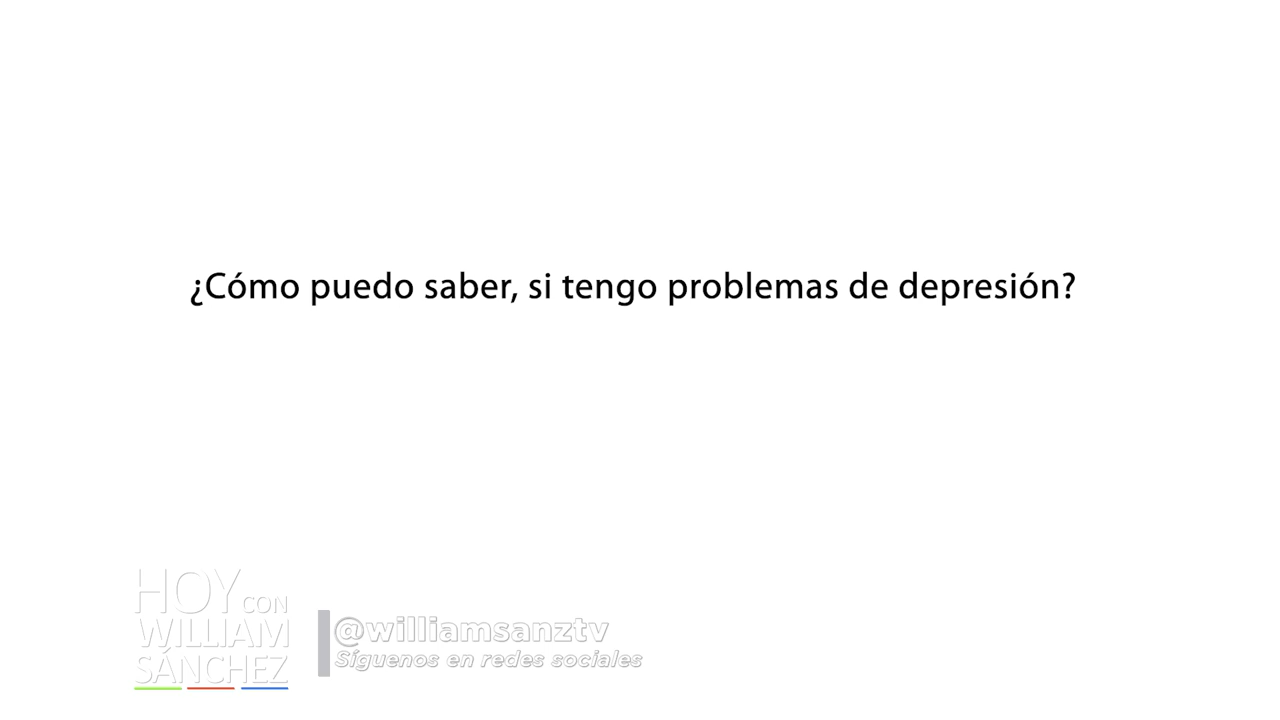 ¿Cómo puedo saber, si tengo problemas de depresión?
HOY CON
WILLIAM
SÁNCHEZ
@williamsanztv
Síguenos en redes sociales